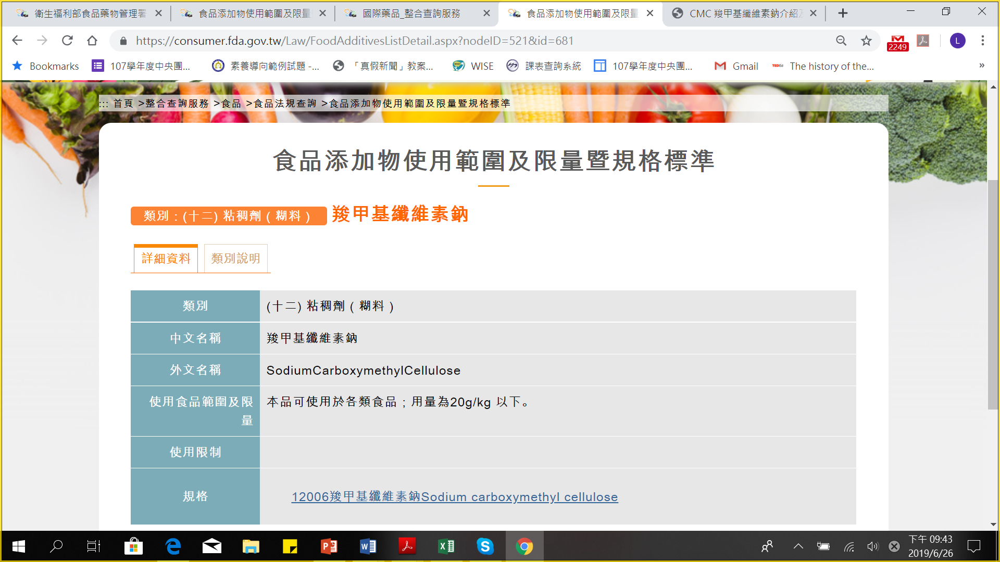 衛生福利部食品藥物管理署
食品添加物使用範圍及限量
國際藥品_整合查詢服務
食品添加物使用範圍及限量
CMC 羧甲基纖維素鈉介紹
https://consumer.fda.gov.tw/Law/FoodAdditivesListDetail.aspx?nodeID=521&id=681
2249
L
Bookmarks
107學年度中央團...
素養導向範例試題 -...
「真假新聞」教案...
WISE
課表查詢系統
107學年度中央團...
Gmail
TEDEd
The history of the...
»
::: 首頁 >整合查詢服務 >食品 >食品法規查詢 >食品添加物使用範圍及限量暨規格標準
食品添加物使用範圍及限量暨規格標準
類別：(十二) 粘稠劑（糊料） 羧甲基纖維素鈉
詳細資料 類別說明
類別 (十二) 粘稠劑（糊料）
中文名稱 羧甲基纖維素鈉
外文名稱 SodiumCarboxymethylCellulose
使用食品範圍及限 本品可使用於各類食品；用量為20g/kg 以下。
量
使用限制
規格 12006羧甲基纖維素鈉Sodium carboxymethyl cellulose
下午 09:43
2019/6/26